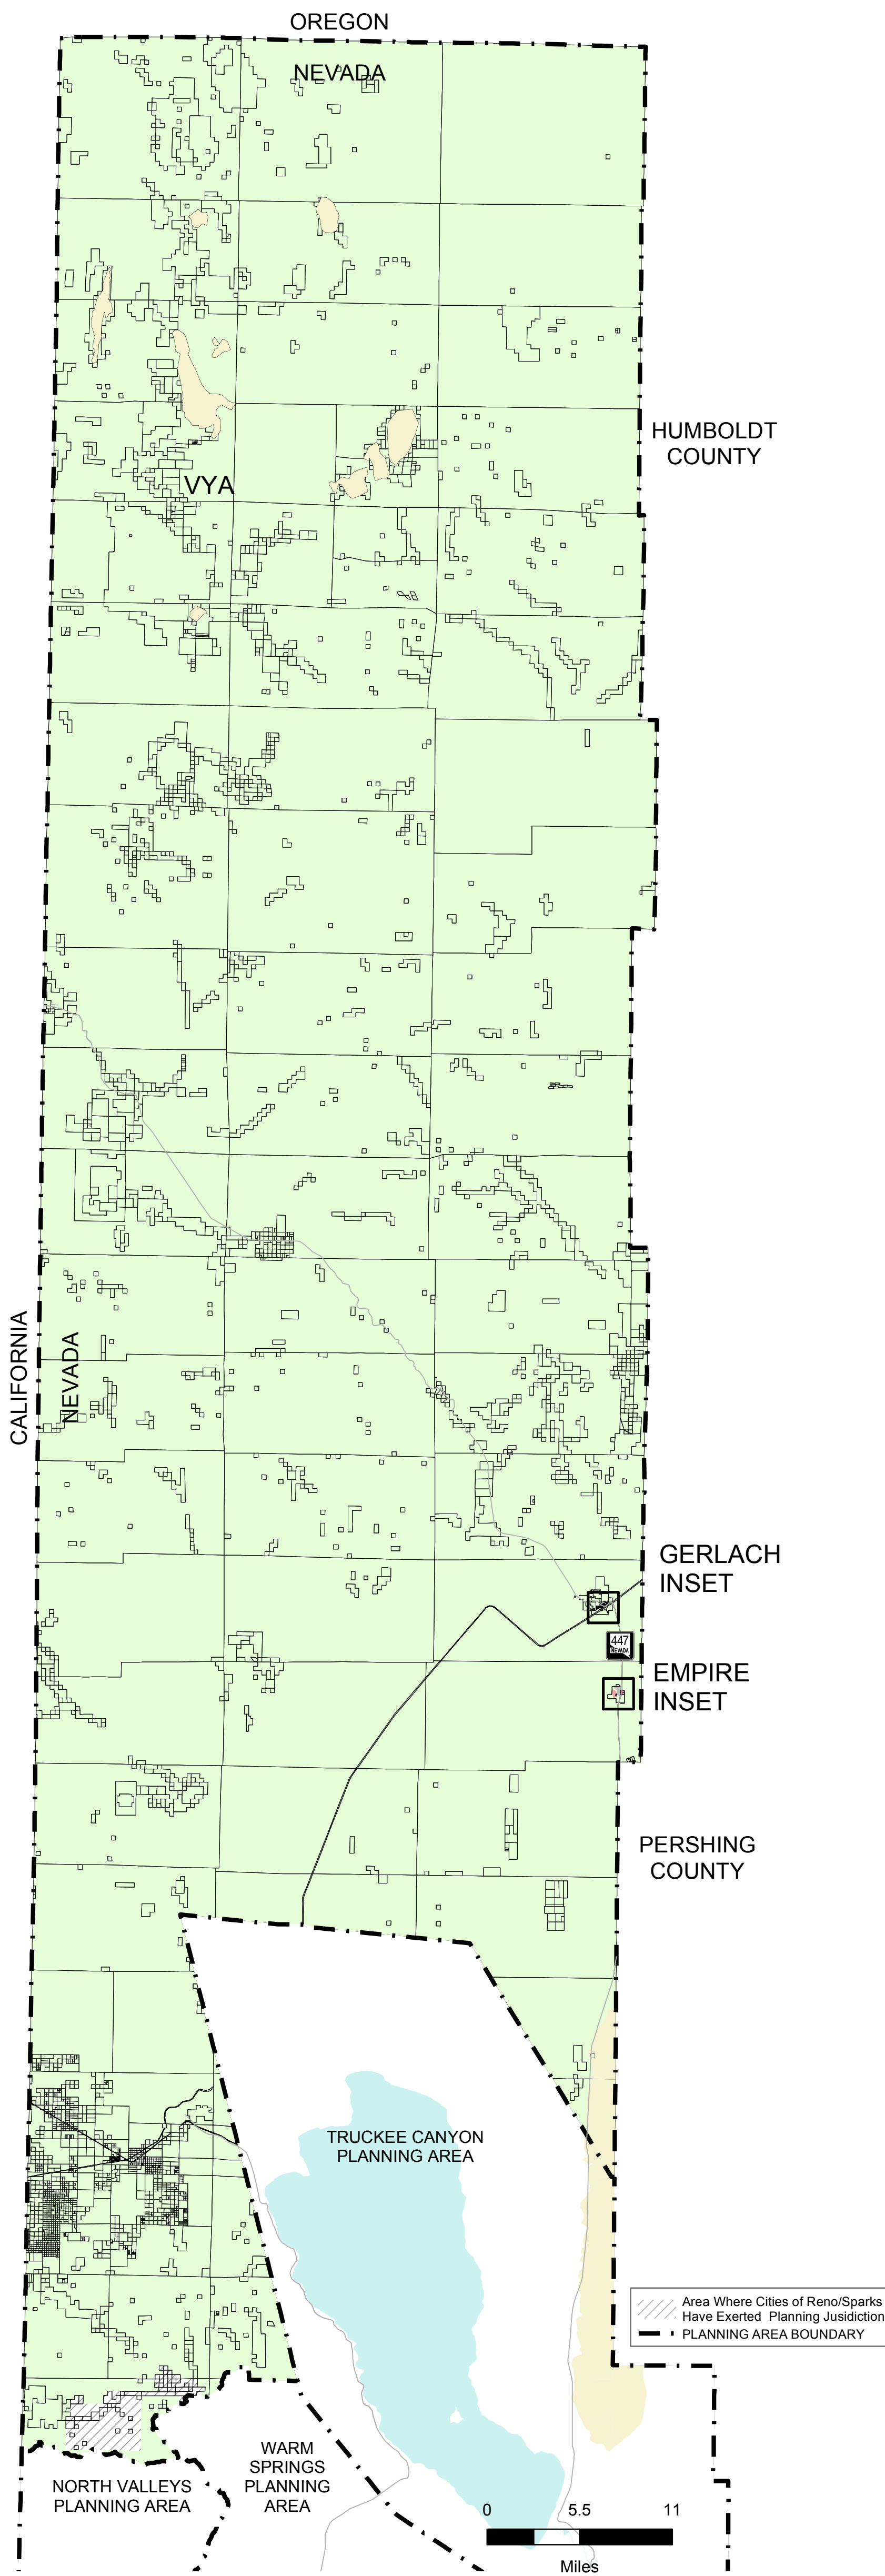 OREGON
NEVADA
HUMBOLDT
COUNTY
VYA
CALIFORNIA
NEVADA
GERLACH
INSET
447
NEVADA
EMPIRE
INSET
PERSHING
COUNTY
TRUCKEE CANYON
PLANNING AREA
Area Where Cities of Reno/Sparks
Have Exerted Planning Jusidiction
PLANNING AREA BOUNDARY
WARM
SPRINGS
PLANNING
AREA
NORTH VALLEYS
PLANNING AREA
0 5.5 11
Miles